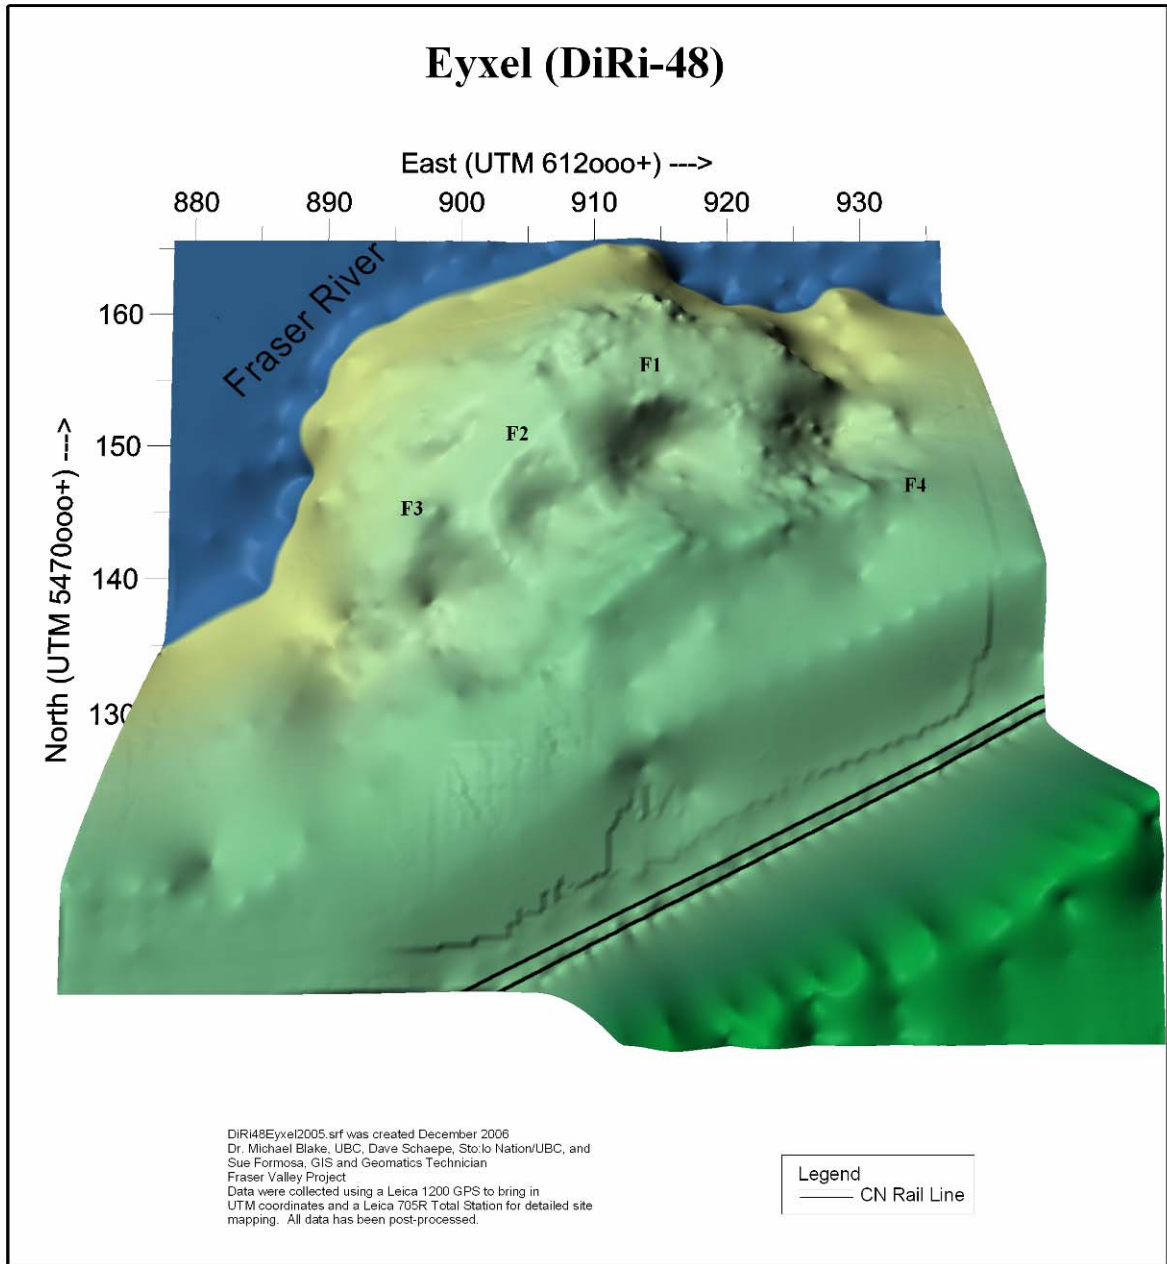 Eyxel (DiRi-48)
East (UTM 612ooo+) --->
880 890 900 910 920 930
Fraser River
160
150
140
130
North (UTM 5470ooo+) --->
F1
F2
F3
F4
DiRi48Eyxel2005.srf was created December 2006
Dr. Michael Blake, UBC, Dave Schaepe, Sto:lo Nation/UBC, and
Sue Formosa, GIS and Geomatics Technician
Fraser Valley Project
Data were collected using a Leica 1200 GPS to bring in
UTM coordinates and a Leica 705R Total Station for detailed site
mapping. All data has been post-processed.
Legend
CN Rail Line